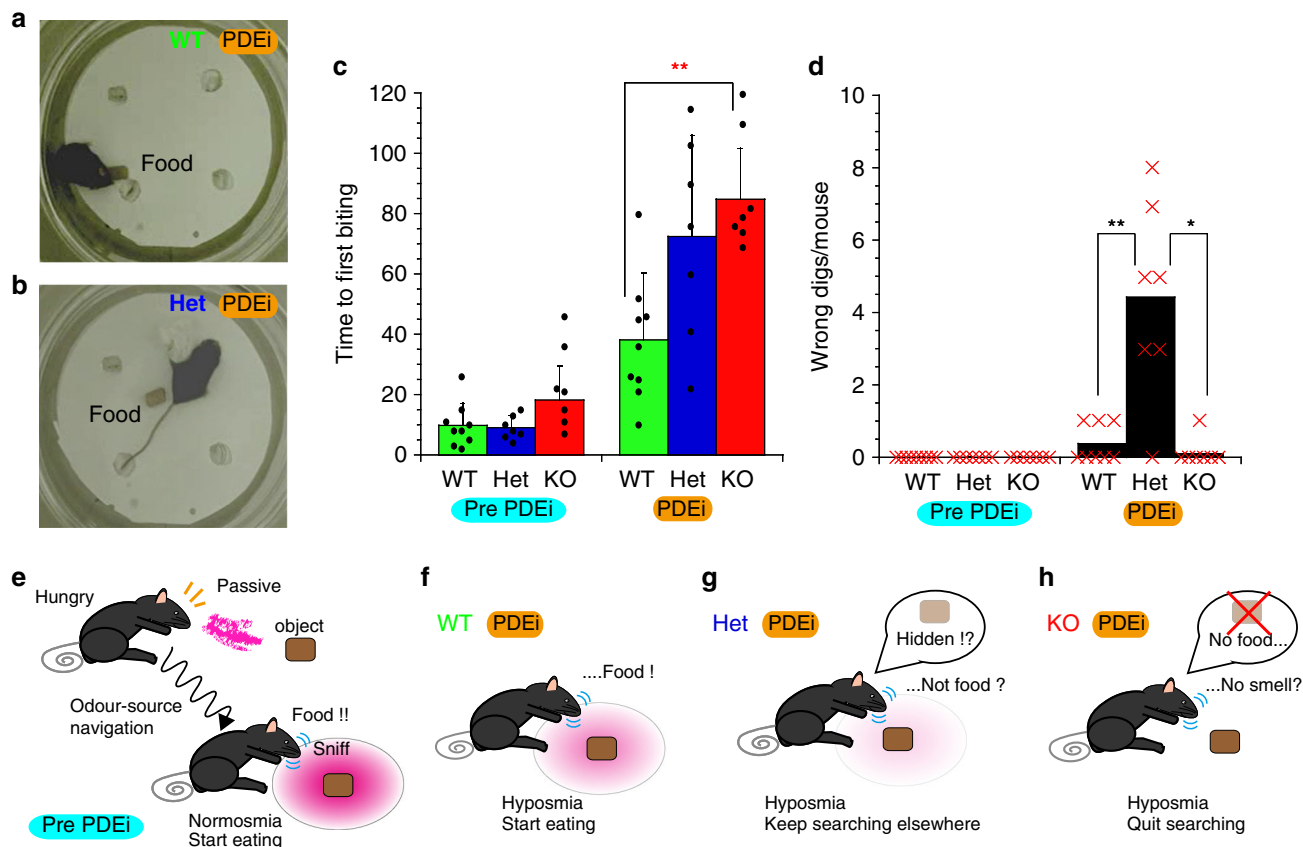 a
WT PDEi
Food
b
Het PDEi
Food
c
**
Time to first biting
120
100
80
60
40
20
0
WT Het KO WT Het KO
Pre PDEi PDEi
d
Wrong digs/mouse
10
8
6
4
2
0
** *
WT Het KO WT Het KO
Pre PDEi PDEi
e
Hungry
Passive
object
Odour-source
navigation
Food !!
Sniff
Pre PDEi
Normosmia
Start eating
f
WT PDEi
....Food !
Hyposmia
Start eating
g
Het PDEi
Hidden !?
...Not food ?
Hyposmia
Keep searching elsewhere
h
KO PDEi
No food...
...No smell?
Hyposmia
Quit searching